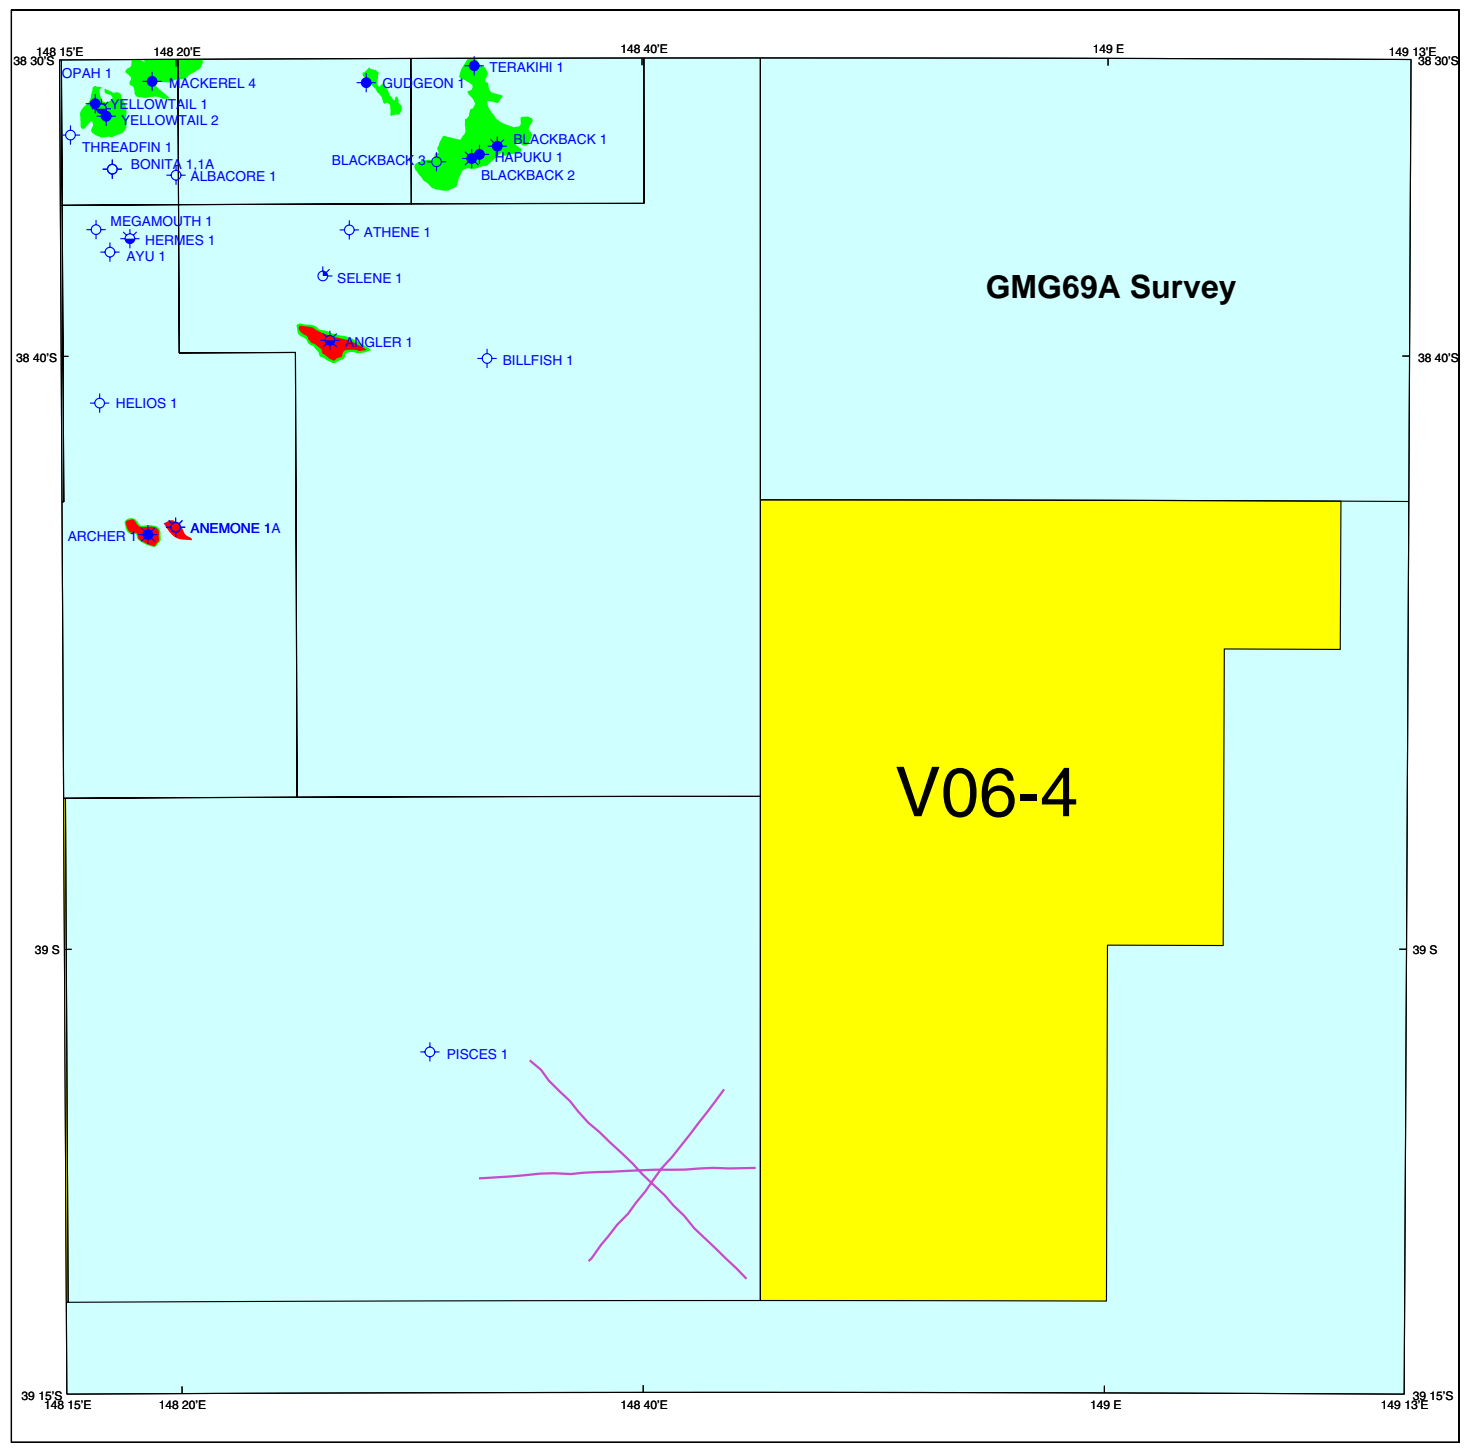 148 15'E
148 20'E
148 40'E
149 E
149 13'E
38 30'S
38 30'S
OPAH 1
MACKEREL 4
GUDGEON 1
TERAKIHI 1
YELLOWTAIL 1
YELLOWTAIL 2
THREADFIN 1
BLACKBACK 1
BLACKBACK 3
HAPUKU 1
BONITA 1,1A
ALBACORE 1
BLACKBACK 2
MEGAMOUTH 1
HERMES 1
ATHENE 1
AYU 1
SELENE 1
GMG69A Survey
ANGLER 1
38 40'S
BILLFISH 1
38 40'S
HELIOS 1
ARCHER 1
ANEMONE 1A
V06-4
39 S
39 S
PISCES 1
39 15'S
39 15'S
148 15'E
148 20'E
148 40'E
149 E
149 13'E